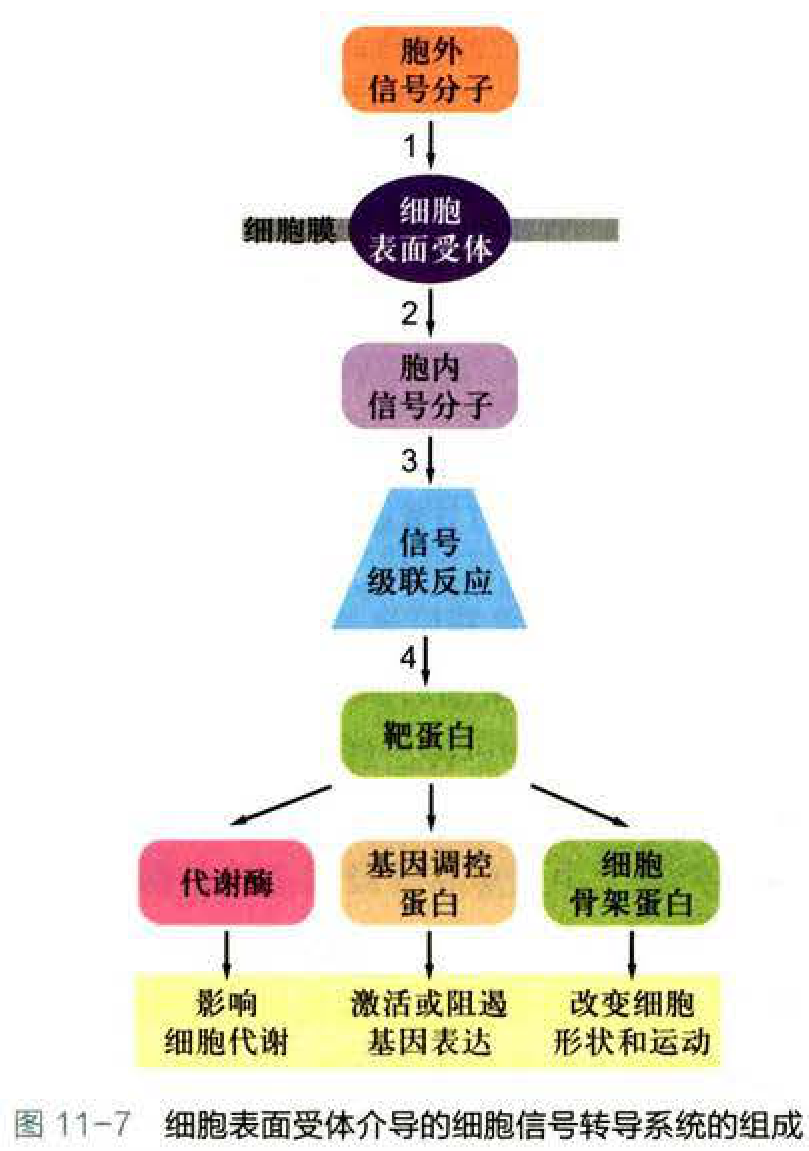 胞外
信号分子
1
细胞膜
细胞
表面受体
2
胞内
信号分子
3
信号
级联反应
4
靶蛋白
代谢酶
基因调控
蛋白
细胞
骨架蛋白
影响
细胞代谢
激活或阻遏
基因表达
改变细胞
形状和运动
图 11-7 细胞表面受体介导的细胞信号转导系统的组成